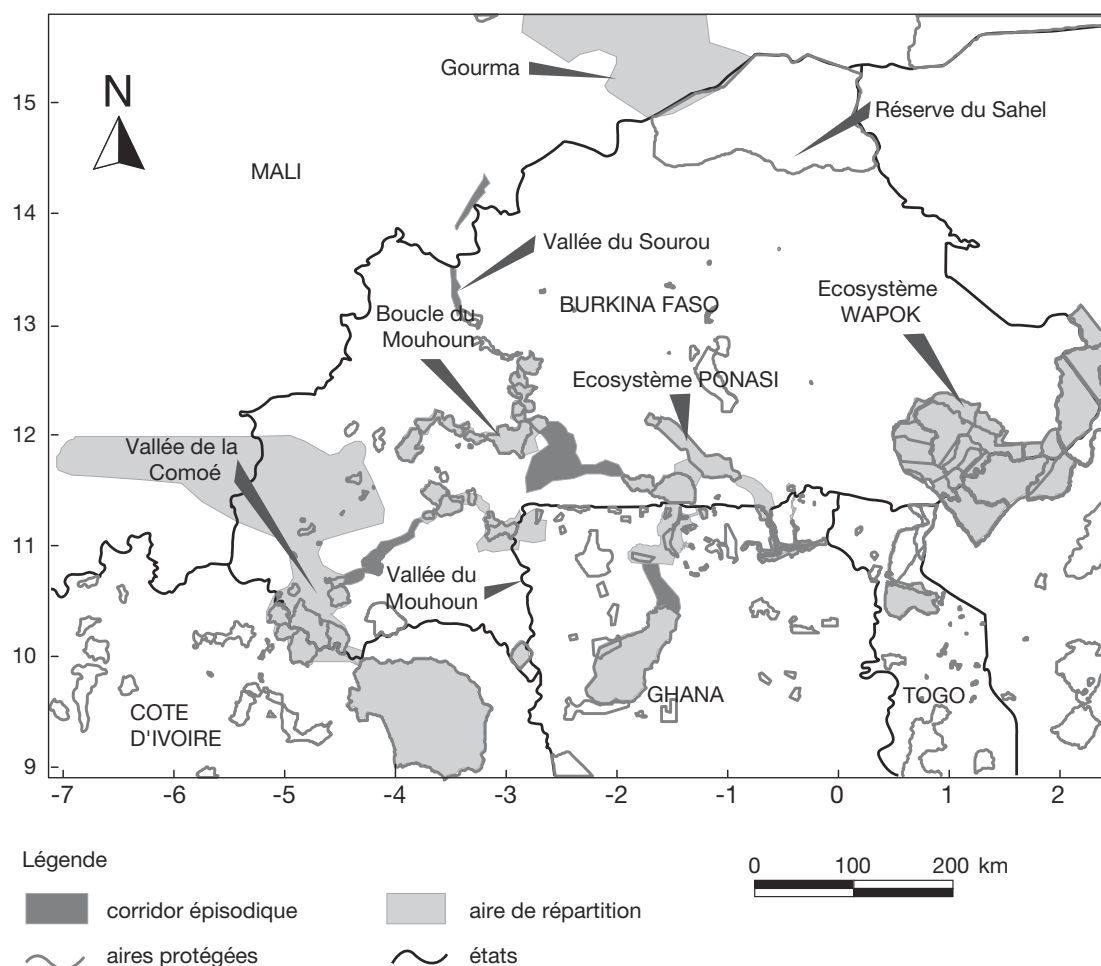 Gourma
15
N
Réserve du Sahel
MALI
14
Vallée du Sourou
Ecosystème
WAPOK
BURKINA FASO
13
Boucle du
Mouhoun
Ecosystème PONASI
12
Vallée de la
Comoé
11
Vallée du
Mouhoun
10
GHANA
TOGO
COTE
D'IVOIRE
9
-7 -6 -5 -4 -3 -2 -1 0 1 2
Légende
0 100 200 km
corridor épisodique
aire de répartition
aires protégées
états